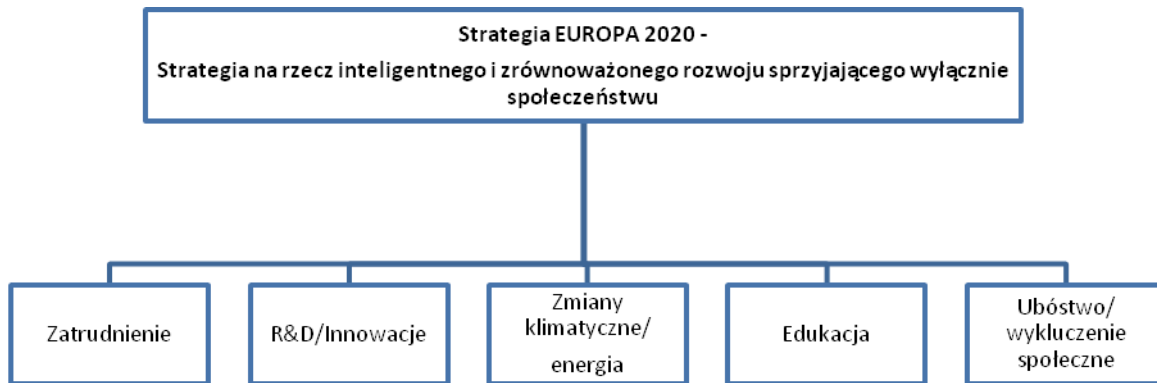 Strategia EUROPA 2020 -
Strategia na rzecz inteligentnego i zrównoważonego rozwoju sprzyjającego wyłącznie
społeczeństwu
Zatrudnienie
R&D/Innowacje
Zmiany
klimatyczne/
energia
Edukacja
Ubóstwo/
wykluczenie
społeczne